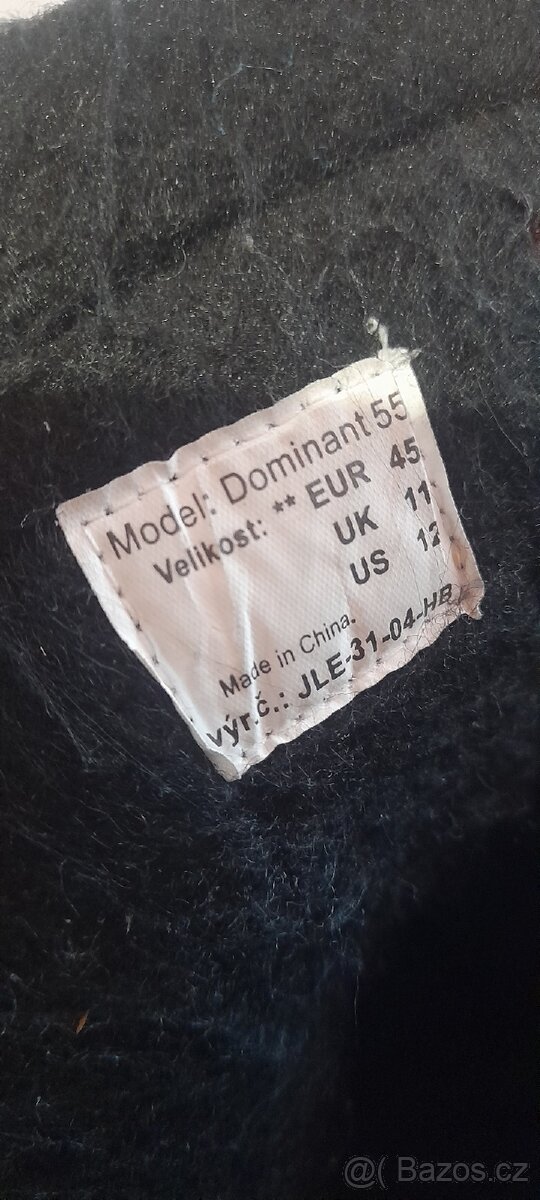 Model: Dominant 55
Velikost: ** EUR 45
UK 11
US 12
Made in China.
výr.č.: JLE-31-04-HB
@( Bazos.cz